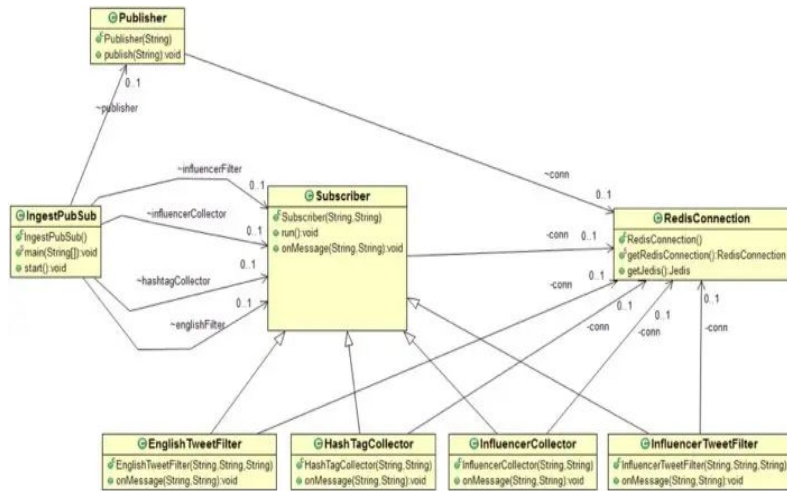 Publisher
Publisher(String)
publish(String):void
0..1
~publisher
~conn
0..1
~influencerFilter
0..1
~influencerCollector
0..1
~hashtagCollector
0..1
~englishFilter
0..1
IngestPubSub
IngestPubSub()
main(String[]):void
start():void
Subscriber
Subscriber(String,String)
run():void
onMessage(String,String):void
-conn
0..1
RedisConnection
RedisConnection()
getRedisConnection():RedisConnection
getJedis():Jedis
0..1
-conn
0..1
-conn
0..1
-conn
0..1
-conn
EnglishTweetFilter
EnglishTweetFilter(String,String,String)
onMessage(String,String):void
HashTagCollector
HashTagCollector(String,String)
onMessage(String,String):void
InfluencerCollector
InfluencerCollector(String,String)
onMessage(String,String):void
InfluencerTweetFilter
InfluencerTweetFilter(String,String,String)
onMessage(String,String):void